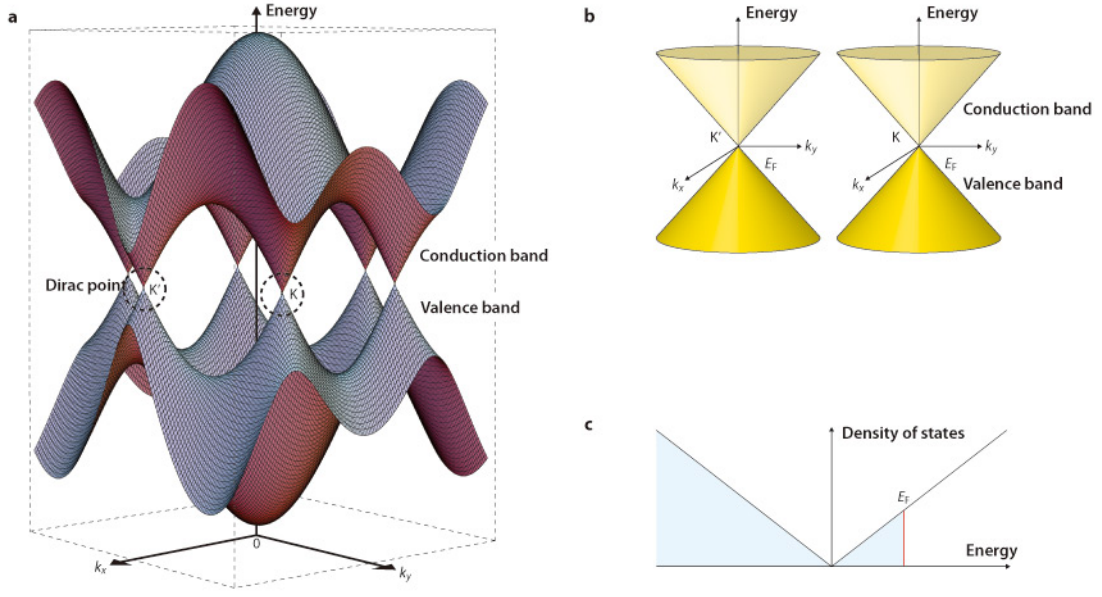 a
Energy
Conduction band
Dirac point
K′
K
Valence band
0
kx
ky
b
Energy
Energy
Conduction band
K′
ky
K
ky
EF
EF
kx
kx
Valence band
c
Density of states
EF
Energy